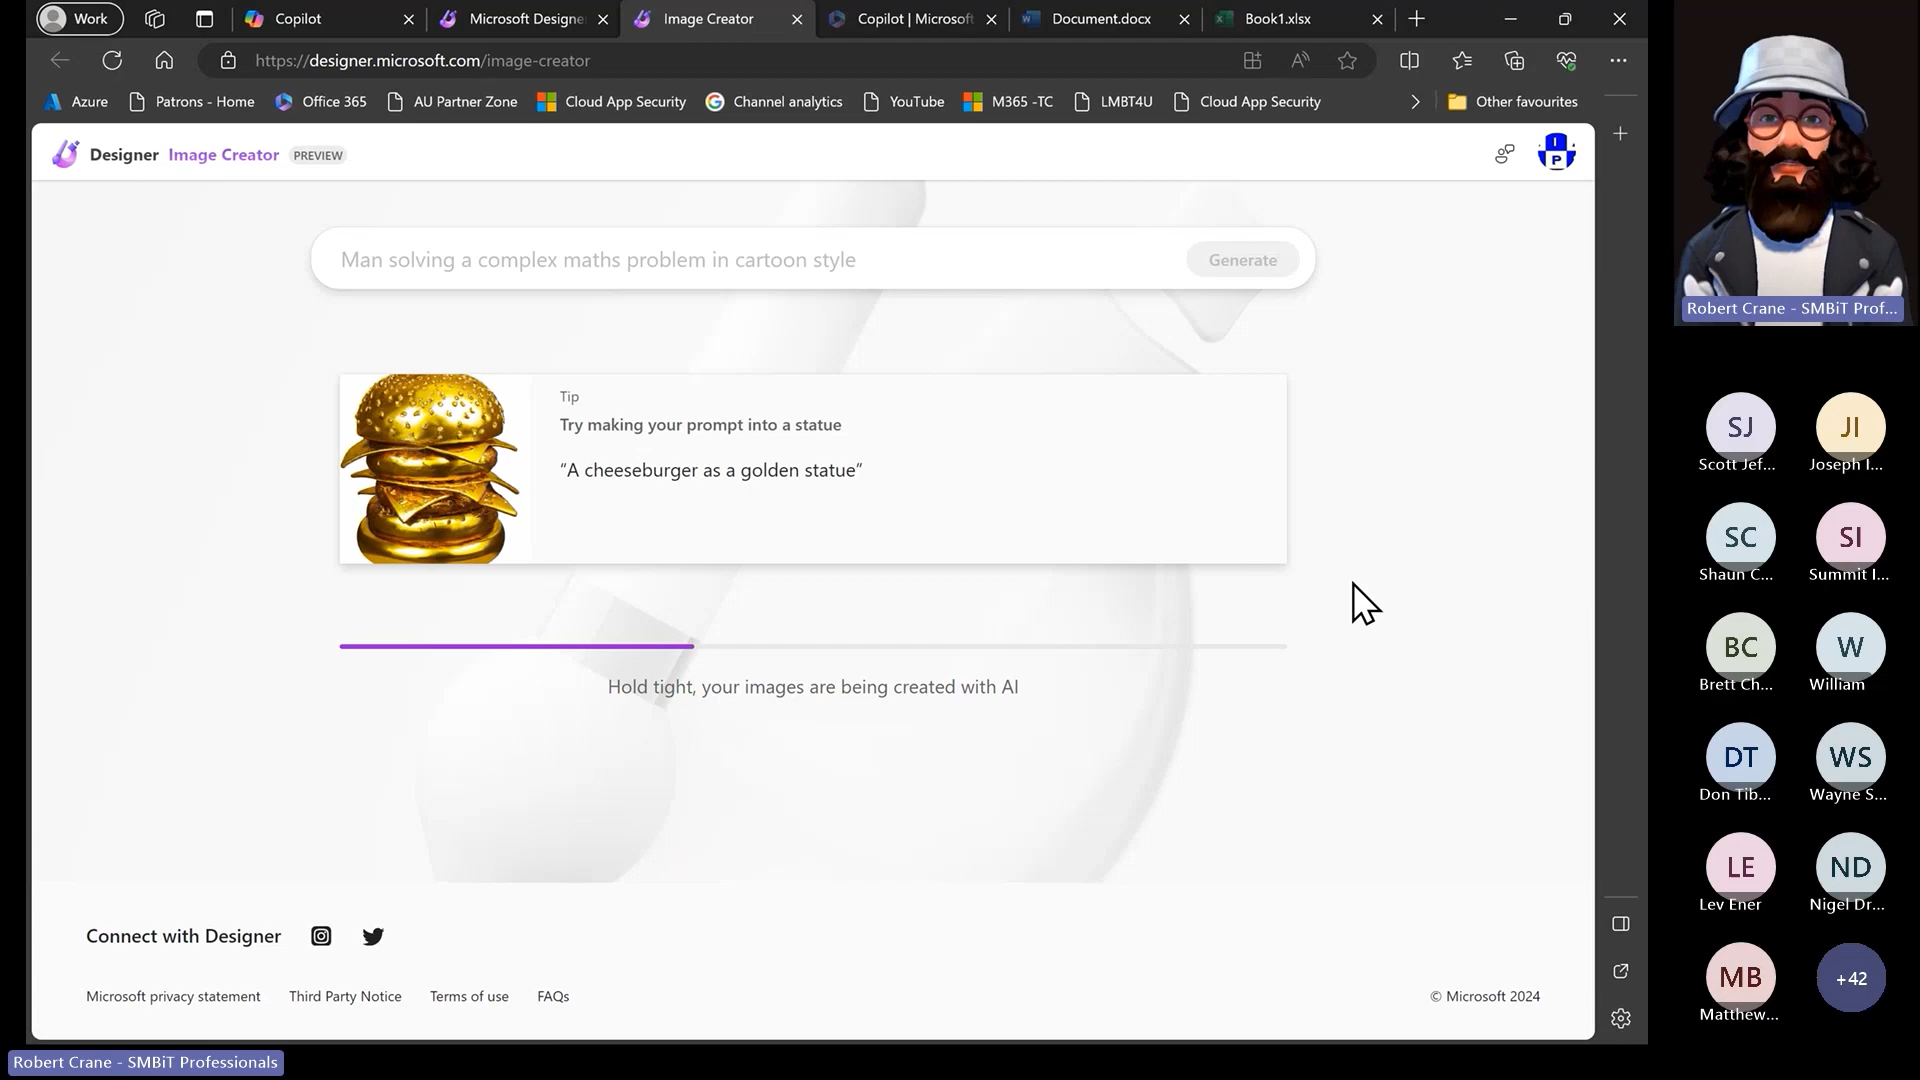 Work
Copilot
Microsoft Designe
Image Creator
Copilot | Microsoft
Document.docx
Book1.xlsx
https://designer.microsoft.com/image-creator
Azure
Patrons - Home
Office 365
AU Partner Zone
Cloud App Security
Channel analytics
YouTube
M365 -TC
LMBT4U
Cloud App Security
Other favourites
Designer Image Creator PREVIEW
I
P
Man solving a complex maths problem in cartoon style
Generate
Tip
Try making your prompt into a statue
“A cheeseburger as a golden statue”
Hold tight, your images are being created with AI
Connect with Designer
Microsoft privacy statement
Third Party Notice
Terms of use
FAQs
© Microsoft 2024
Robert Crane - SMBiT Prof...
SJ
Scott Jef...
JI
Joseph I...
SC
Shaun C...
SI
Summit I...
BC
Brett Ch...
W
William
DT
Don Tib...
WS
Wayne S...
LE
Lev Ener
ND
Nigel Dr...
MB
Matthew...
+42
Robert Crane - SMBiT Professionals